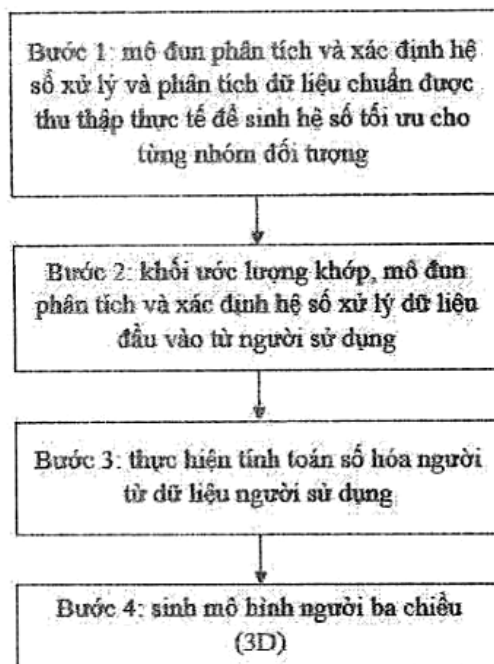 Bước 1: mô đun phân tích và xác định hệ
số xử lý và phân tích dữ liệu chuẩn được
thu thập thực tế để sinh hệ số tối ưu cho
từng nhóm đối tượng
Bước 2: khối ước lượng khớp, mô đun
phân tích và xác định hệ số xử lý dữ liệu
đầu vào từ người sử dụng
Bước 3: thực hiện tính toán số hóa người
từ dữ liệu người sử dụng
Bước 4: sinh mô hình người ba chiều
(3D)